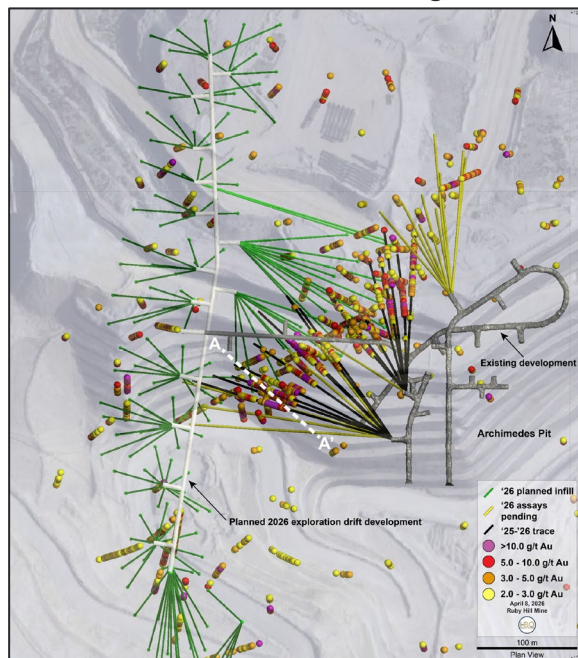 N
A
A'
Existing development
Archimedes Pit
Planned 2026 exploration drift development
'26 planned infill
'26 assays
pending
'25-'26 trace
>10.0 g/t Au
5.0 - 10.0 g/t Au
3.0 - 5.0 g/t Au
2.0 - 3.0 g/t Au
April 8, 2026
Ruby Hill Mine
100 m
Plan View